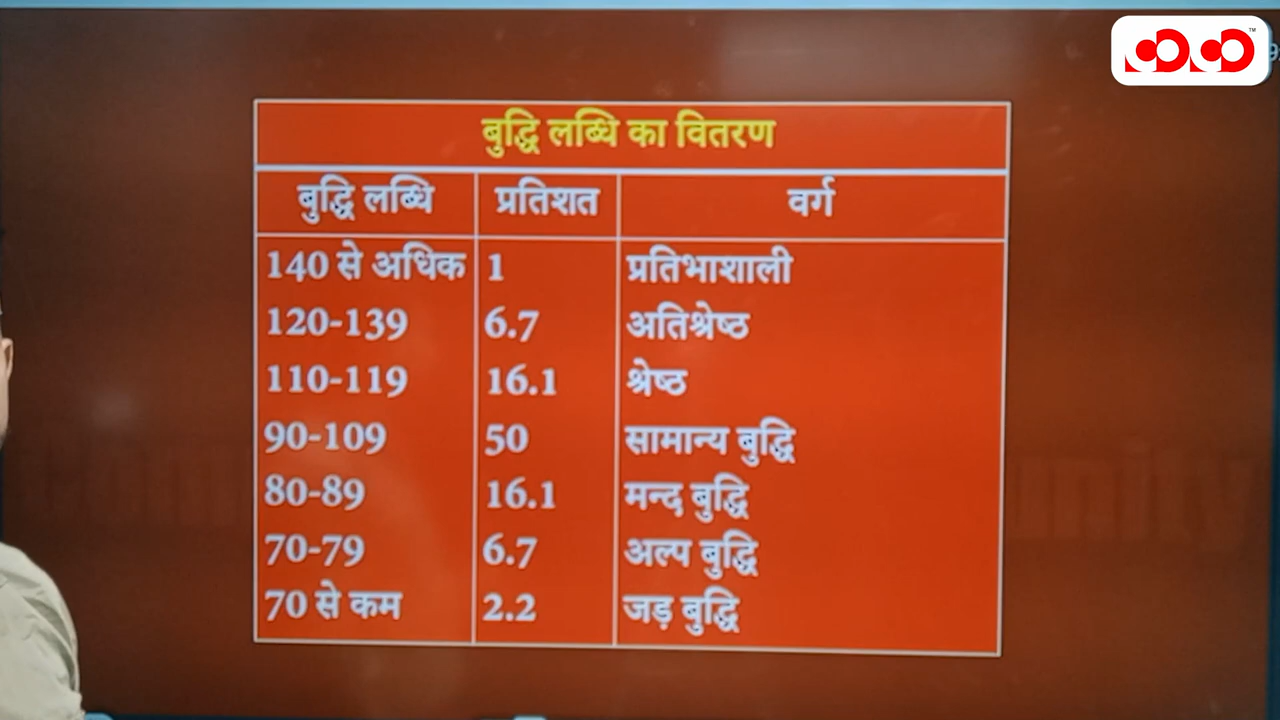 बुद्धि लब्धि का वितरण
बुद्धि लब्धि प्रतिशत वर्ग
140 से अधिक 1 प्रतिभाशाली
120-139 6.7 अतिश्रेष्ठ
110-119 16.1 श्रेष्ठ
90-109 50 सामान्य बुद्धि
80-89 16.1 मन्द बुद्धि
70-79 6.7 अल्प बुद्धि
70 से कम 2.2 जड़ बुद्धि